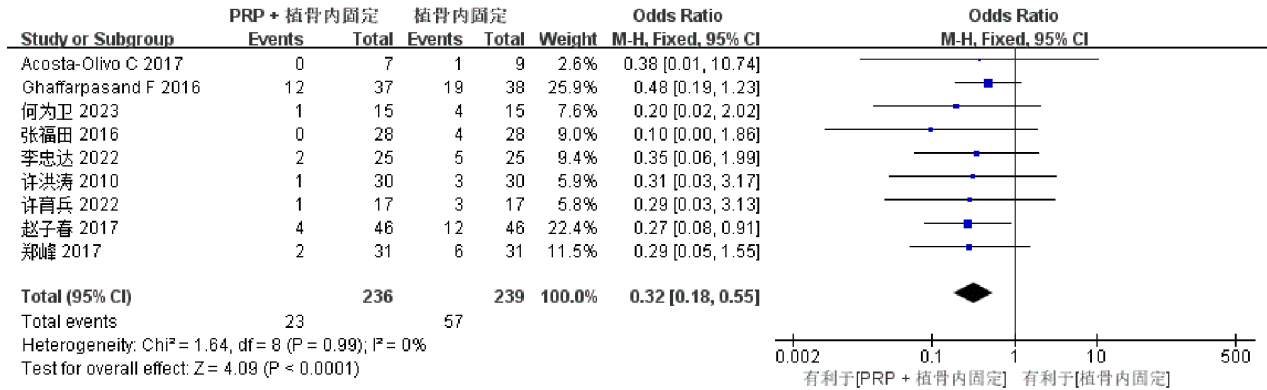 PRP + 植骨内固定 植骨内固定 Odds Ratio Odds Ratio
Study or Subgroup Events Total Events Total Weight M-H, Fixed, 95% CI M-H, Fixed, 95% CI
Acosta-Olivo C 2017 0 7 1 9 2.6% 0.38 [0.01, 10.74]
Ghaffarpasand F 2016 12 37 19 38 25.9% 0.48 [0.19, 1.23]
何为卫 2023 1 15 4 15 7.6% 0.20 [0.02, 2.02]
张福田 2016 0 28 4 28 9.0% 0.10 [0.00, 1.86]
李忠达 2022 2 25 5 25 9.4% 0.35 [0.06, 1.99]
许洪涛 2010 1 30 3 30 5.9% 0.31 [0.03, 3.17]
许育兵 2022 1 17 3 17 5.8% 0.29 [0.03, 3.13]
赵子春 2017 4 46 12 46 22.4% 0.27 [0.08, 0.91]
郑峰 2017 2 31 6 31 11.5% 0.29 [0.05, 1.55]
Total (95% CI) 236 239 100.0% 0.32 [0.18, 0.55]
Total events 23 57
Heterogeneity: Chi² = 1.64, df = 8 (P = 0.99); I² = 0%
Test for overall effect: Z = 4.09 (P < 0.0001)
0.002 0.1 1 10 500
有利于[PRP + 植骨内固定] 有利于[植骨内固定]